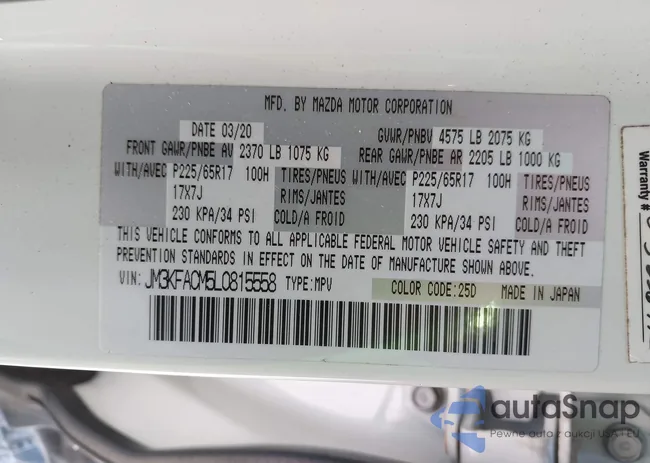 MFD. BY MAZDA MOTOR CORPORATION
DATE 03/20 GVWR/PNBV 4575 LB 2075 KG
FRONT GAWR/PNBE AV 2370 LB 1075 KG REAR GAWR/PNBE AR 2205 LB 1000 KG
WITH/AVEC P225/65R17 100H TIRES/PNEUS WITH/AVEC P225/65R17 100H TIRES/PNEUS
17X7J RIMS/JANTES 17X7J RIMS/JANTES
230 KPA/34 PSI COLD/A FROID 230 KPA/34 PSI COLD/A FROID
THIS VEHICLE CONFORMS TO ALL APPLICABLE FEDERAL MOTOR VEHICLE SAFETY AND THEFT
PREVENTION STANDARDS IN EFFECT ON THE DATE OF MANUFACTURE SHOWN ABOVE.
VIN: JM3KFACM5L0815558 TYPE:MPV COLOR CODE:25D MADE IN JAPAN
Warranty
autoSnap
Pewne auta z aukcji USA i EU